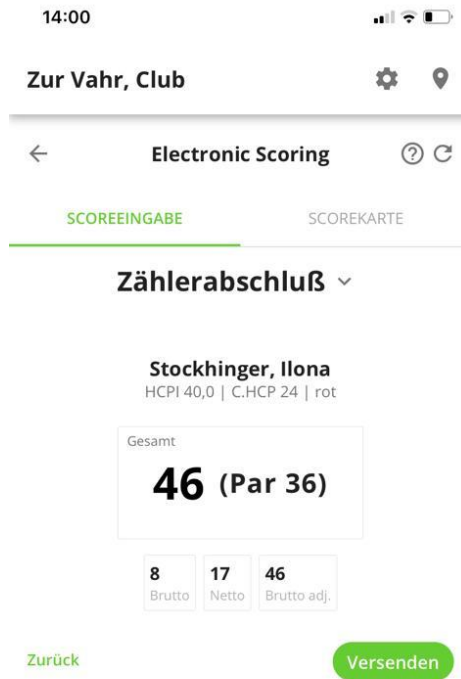 14:00
Zur Vahr, Club
Electronic Scoring
SCOREEINGABE SCOREKARTE
Zählerabschluß
Stockhinger, Ilona
HCPI 40,0 | C.HCP 24 | rot
Gesamt
46 (Par 36)
8 17 46
Brutto Netto Brutto adj.
Zurück Versenden